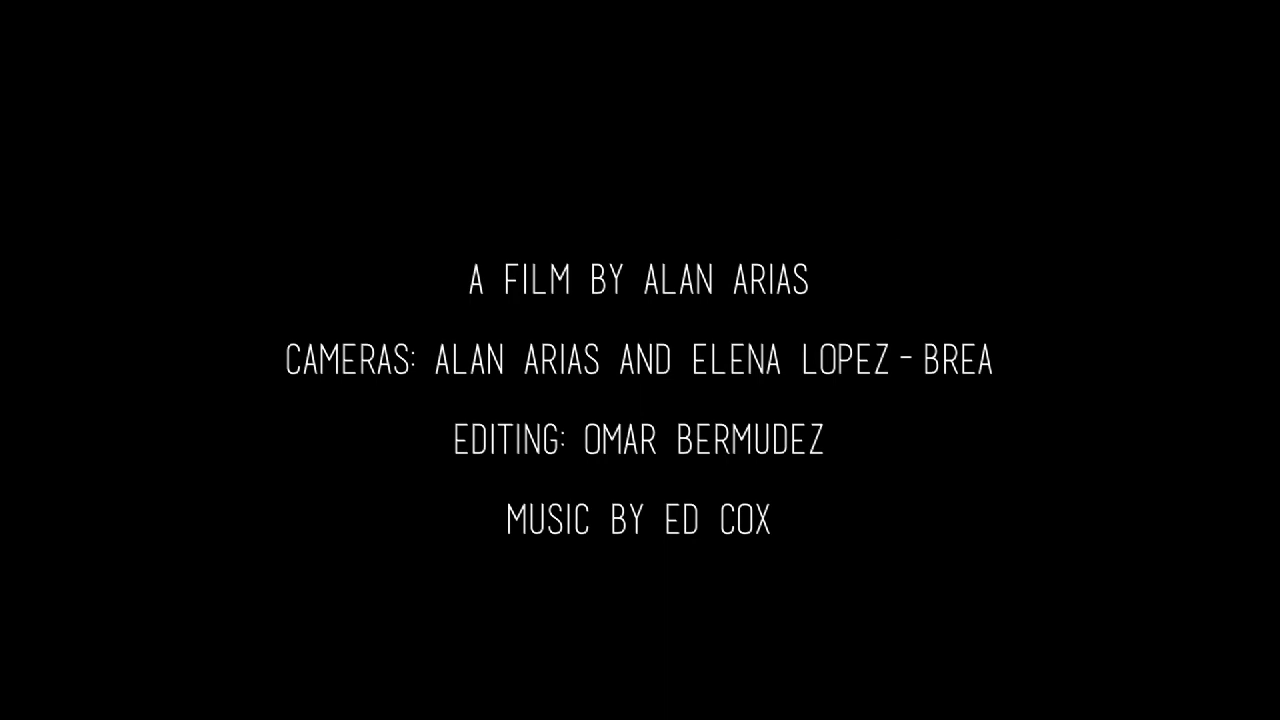 A FILM BY ALAN ARIAS
CAMERAS: ALAN ARIAS AND ELENA LOPEZ - BREA
EDITING: OMAR BERMUDEZ
MUSIC BY ED COX